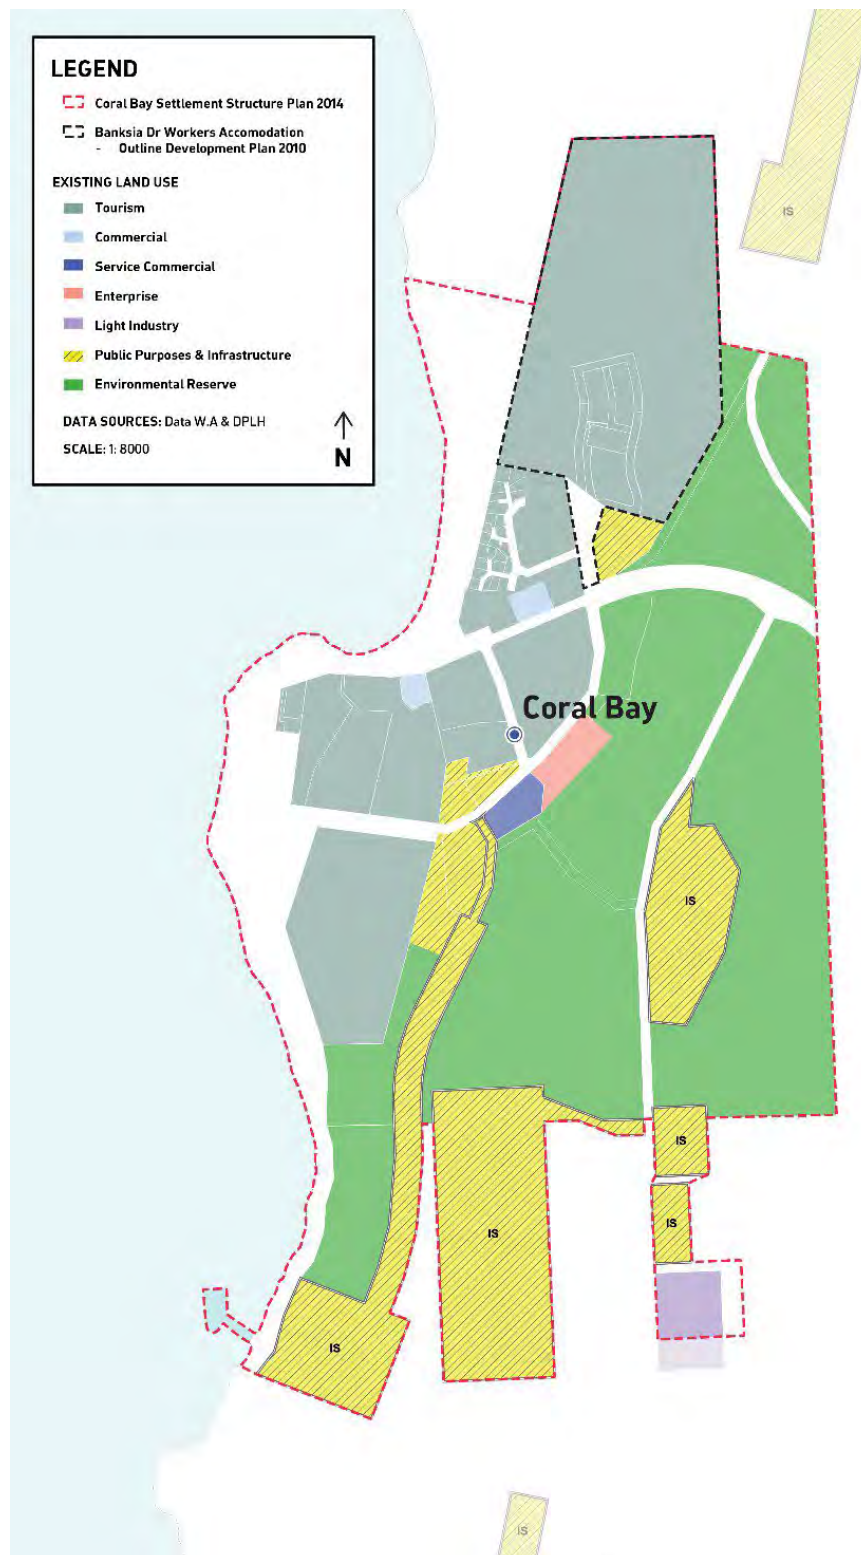 LEGEND
Coral Bay Settlement Structure Plan 2014
Banksia Dr Workers Accomodation
- Outline Development Plan 2010
EXISTING LAND USE
Tourism
Commercial
Service Commercial
Enterprise
Light Industry
Public Purposes & Infrastructure
Environmental Reserve
DATA SOURCES: Data W.A & DPLH
SCALE: 1: 8000
N
IS
Coral Bay
IS
IS
IS
IS
IS
IS